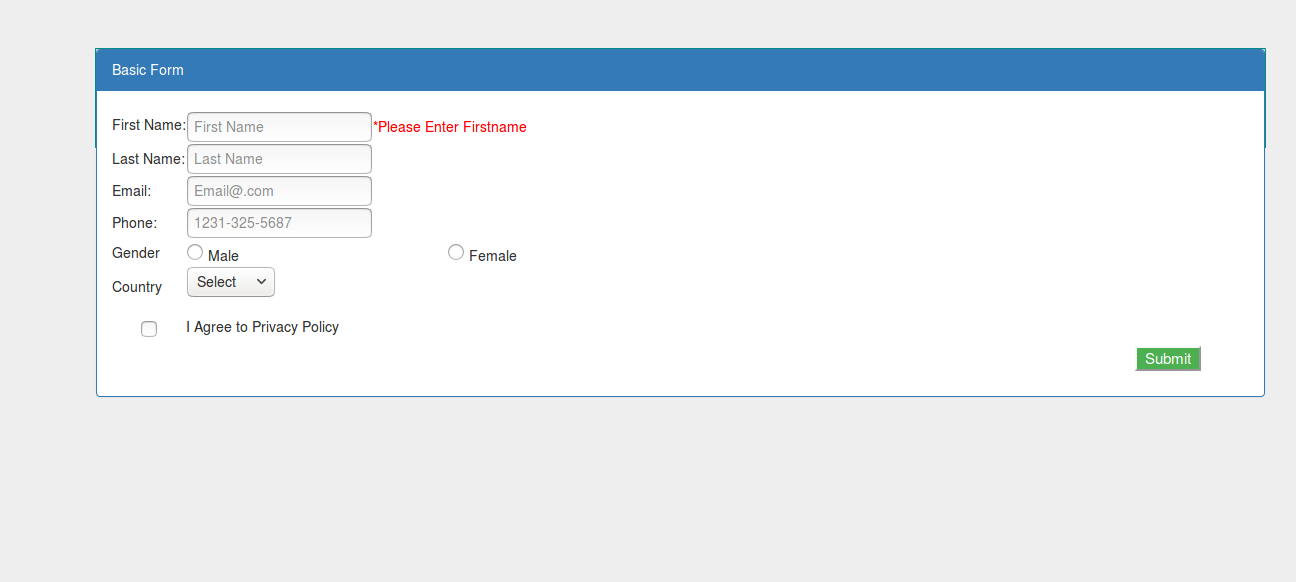 Basic Form
First Name: First Name *Please Enter Firstname
Last Name: Last Name
Email: Email@.com
Phone: 1231-325-5687
Gender Male Female
Country Select
I Agree to Privacy Policy
Submit